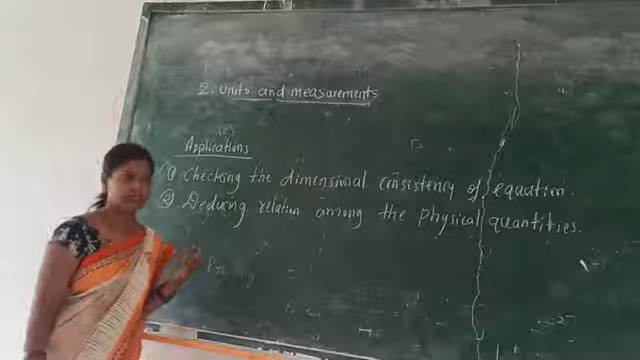 2. Units and measurements
Applications
① Checking the dimensional consistency of equation.
② Deducing relation among the physical quantities.